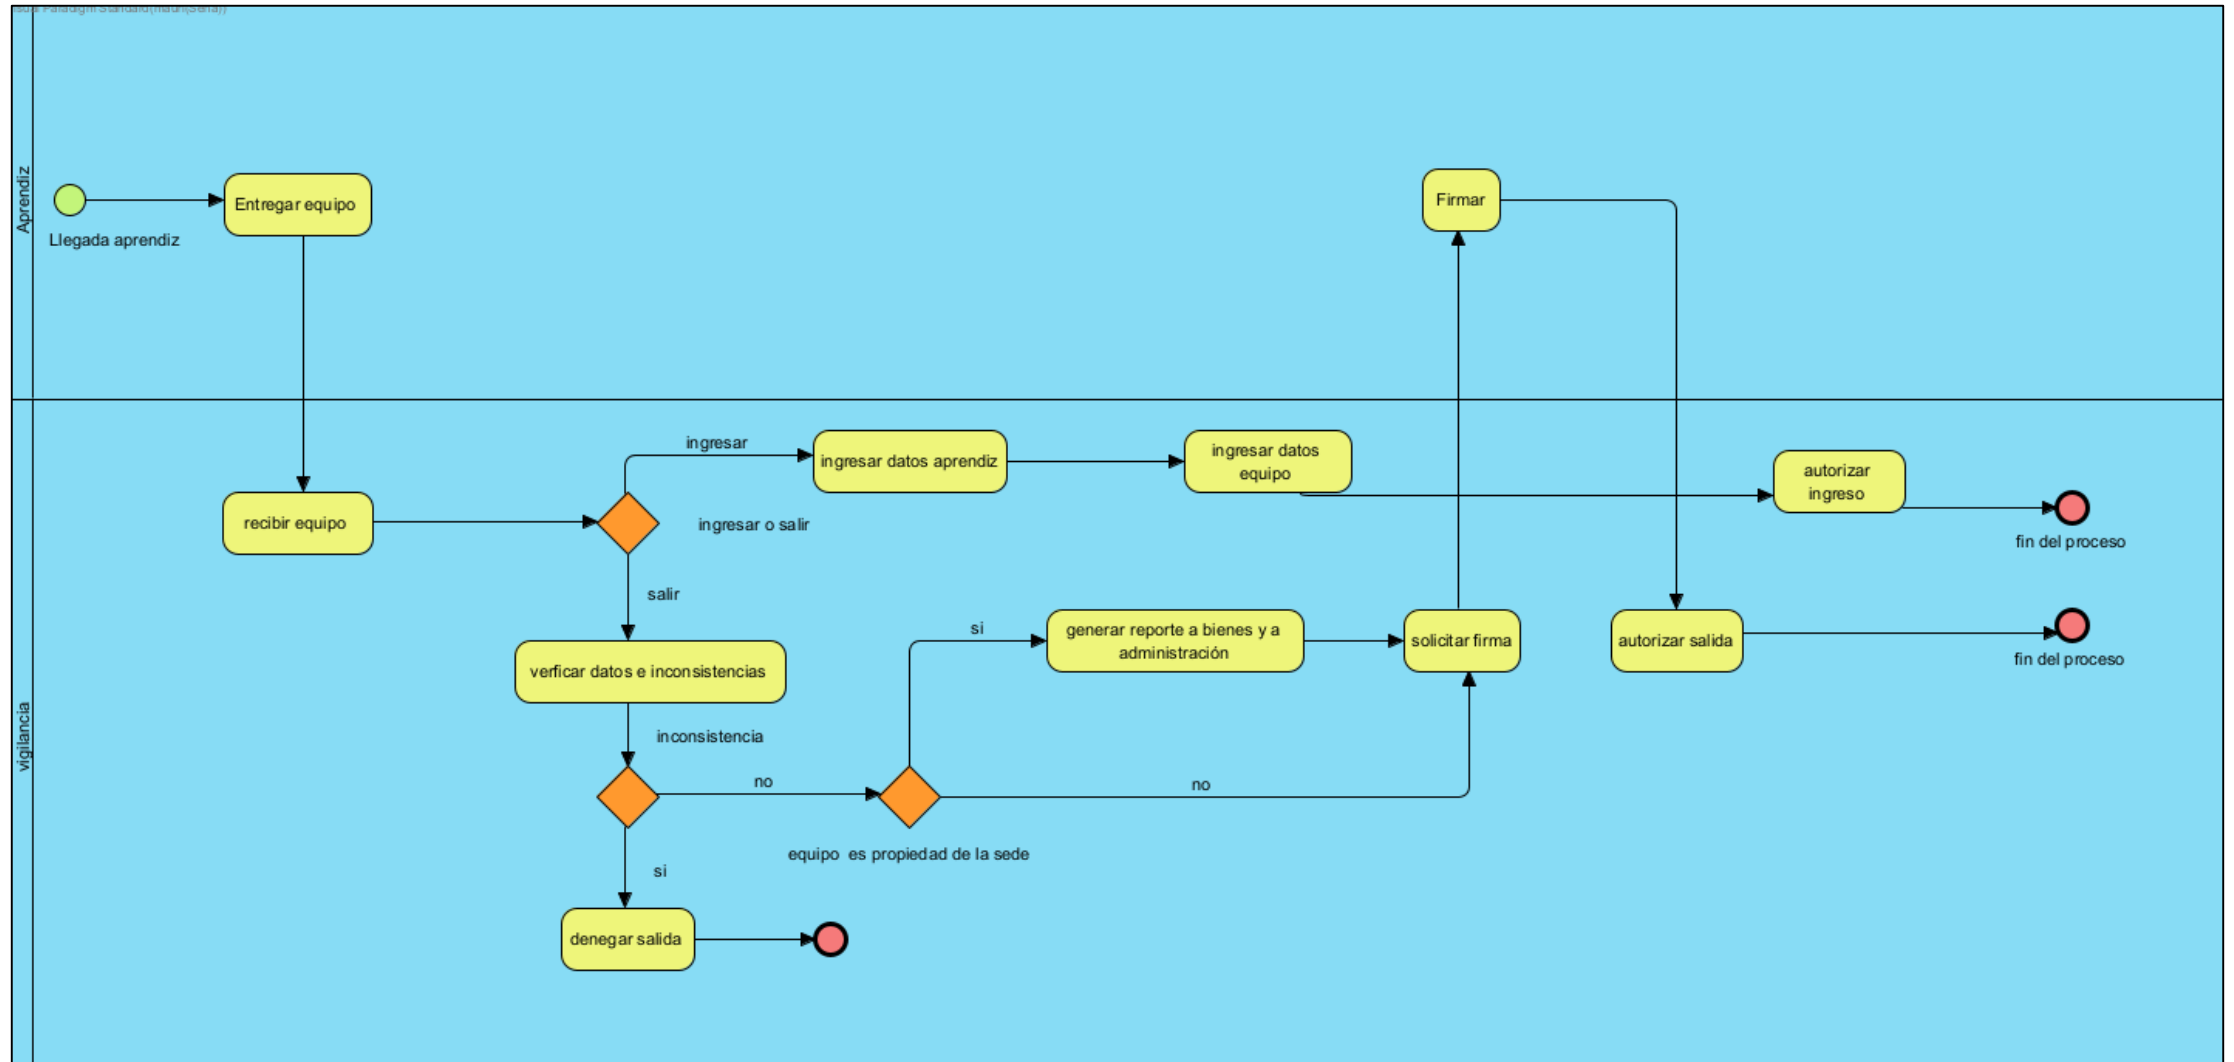 Aprendiz
Llegada aprendiz
Entregar equipo
Firmar
vigilancia
recibir equipo
ingresar o salir
ingresar
ingresar datos aprendiz
ingresar datos
equipo
autorizar
ingreso
fin del proceso
salir
verficar datos e inconsistencias
inconsistencia
no
si
equipo es propiedad de la sede
si
generar reporte a bienes y a
administración
no
solicitar firma
autorizar salida
fin del proceso
denegar salida